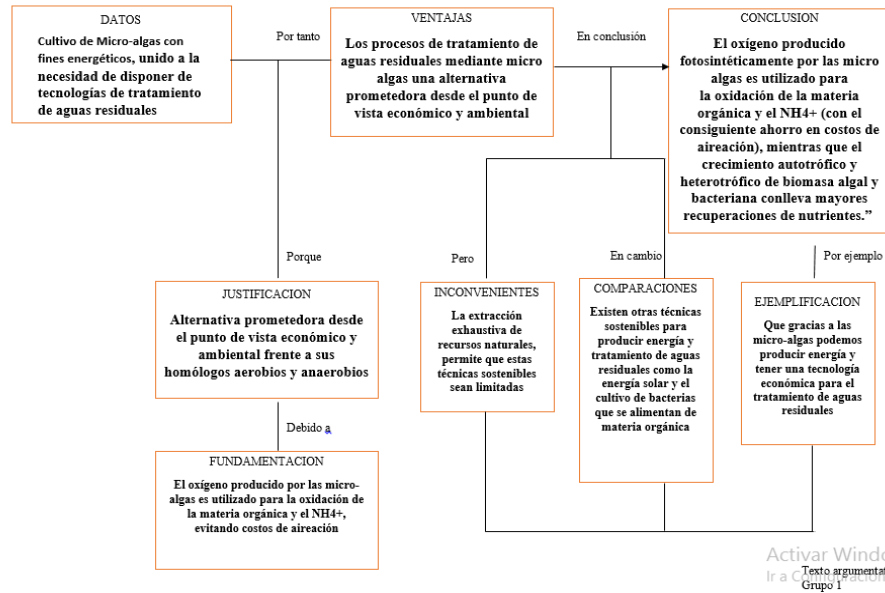 DATOS
Cultivo de Micro-algas con
fines energéticos, unido a la
necesidad de disponer de
tecnologías de tratamiento
de aguas residuales
Por tanto
VENTAJAS
Los procesos de tratamiento de
aguas residuales mediante micro
algas una alternativa
prometedora desde el punto de
vista económico y ambiental
En conclusión
CONCLUSION
El oxígeno producido
fotosintéticamente por las micro
algas es utilizado para
la oxidación de la materia
orgánica y el NH4+ (con el
consiguiente ahorro en costos de
aireación), mientras que el
crecimiento autotrófico y
heterotrófico de biomasa algal y
bacteriana conlleva mayores
recuperaciones de nutrientes.”
Porque
Pero
En cambio
Por ejemplo
JUSTIFICACION
Alternativa prometedora desde
el punto de vista económico y
ambiental frente a sus
homólogos aerobios y anaerobios
INCONVENIENTES
La extracción
exhaustiva de
recursos naturales,
permite que estas
técnicas sostenibles
sean limitadas
COMPARACIONES
Existen otras técnicas
sostenibles para
producir energía y
tratamiento de aguas
residuales como la
energía solar y el
cultivo de bacterias
que se alimentan de
materia orgánica
EJEMPLIFICACION
Que gracias a las
micro-algas podemos
producir energía y
tener una tecnología
económica para el
tratamiento de aguas
residuales
Debido a
FUNDAMENTACION
El oxígeno producido por las micro-
algas es utilizado para la oxidación de
la materia orgánica y el NH4+,
evitando costos de aireación
Activar Windo
Ir a
Texto argumentat
Grupo 1